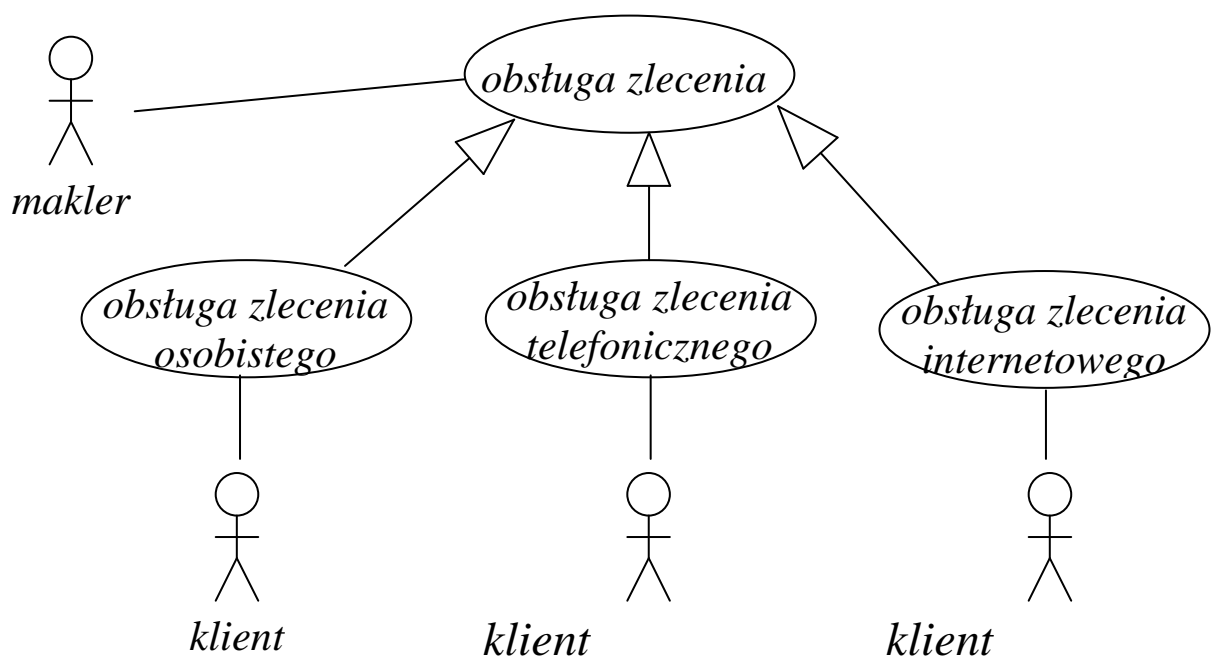 obsługa zlecenia
makler
obsługa zlecenia
osobistego
obsługa zlecenia
telefonicznego
obsługa zlecenia
internetowego
klient
klient
klient